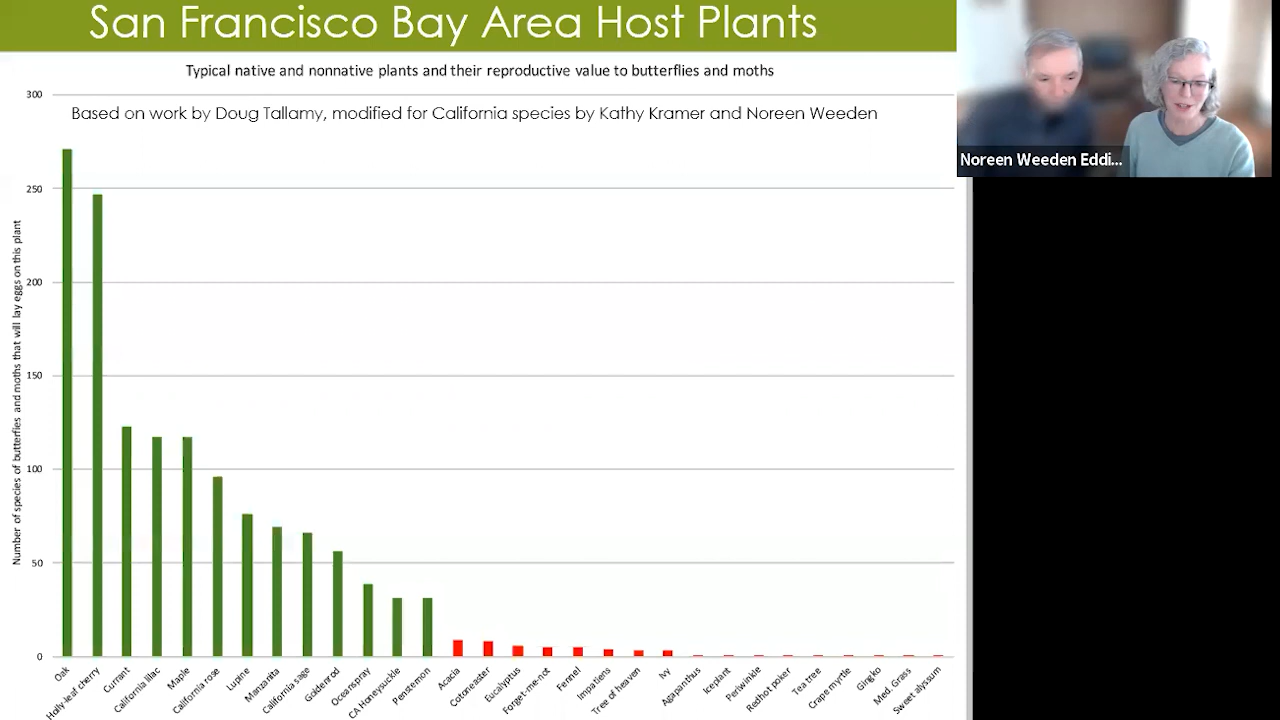 San Francisco Bay Area Host Plants
Typical native and nonnative plants and their reproductive value to butterflies and moths
Based on work by Doug Tallamy, modified for California species by Kathy Kramer and Noreen Weeden
Noreen Weeden Eddi...
Number of species of butterflies and moths that will lay eggs on this plant
300
250
200
150
100
50
0
Oak
Holly-leaf cherry
Currant
California lilac
Maple
California rose
Lupine
Manzanita
California sage
Goldenrod
Oceanspray
CA Honeysuckle
Penstemon
Acacia
Cotoneaster
Eucalyptus
Forget-me-not
Fennel
Impatiens
Tree of heaven
Ivy
Agapanthus
Iceplant
Periwinkle
Redhot poker
Tea tree
Crape myrtle
Gingko
Med. Grass
Sweet alyssum